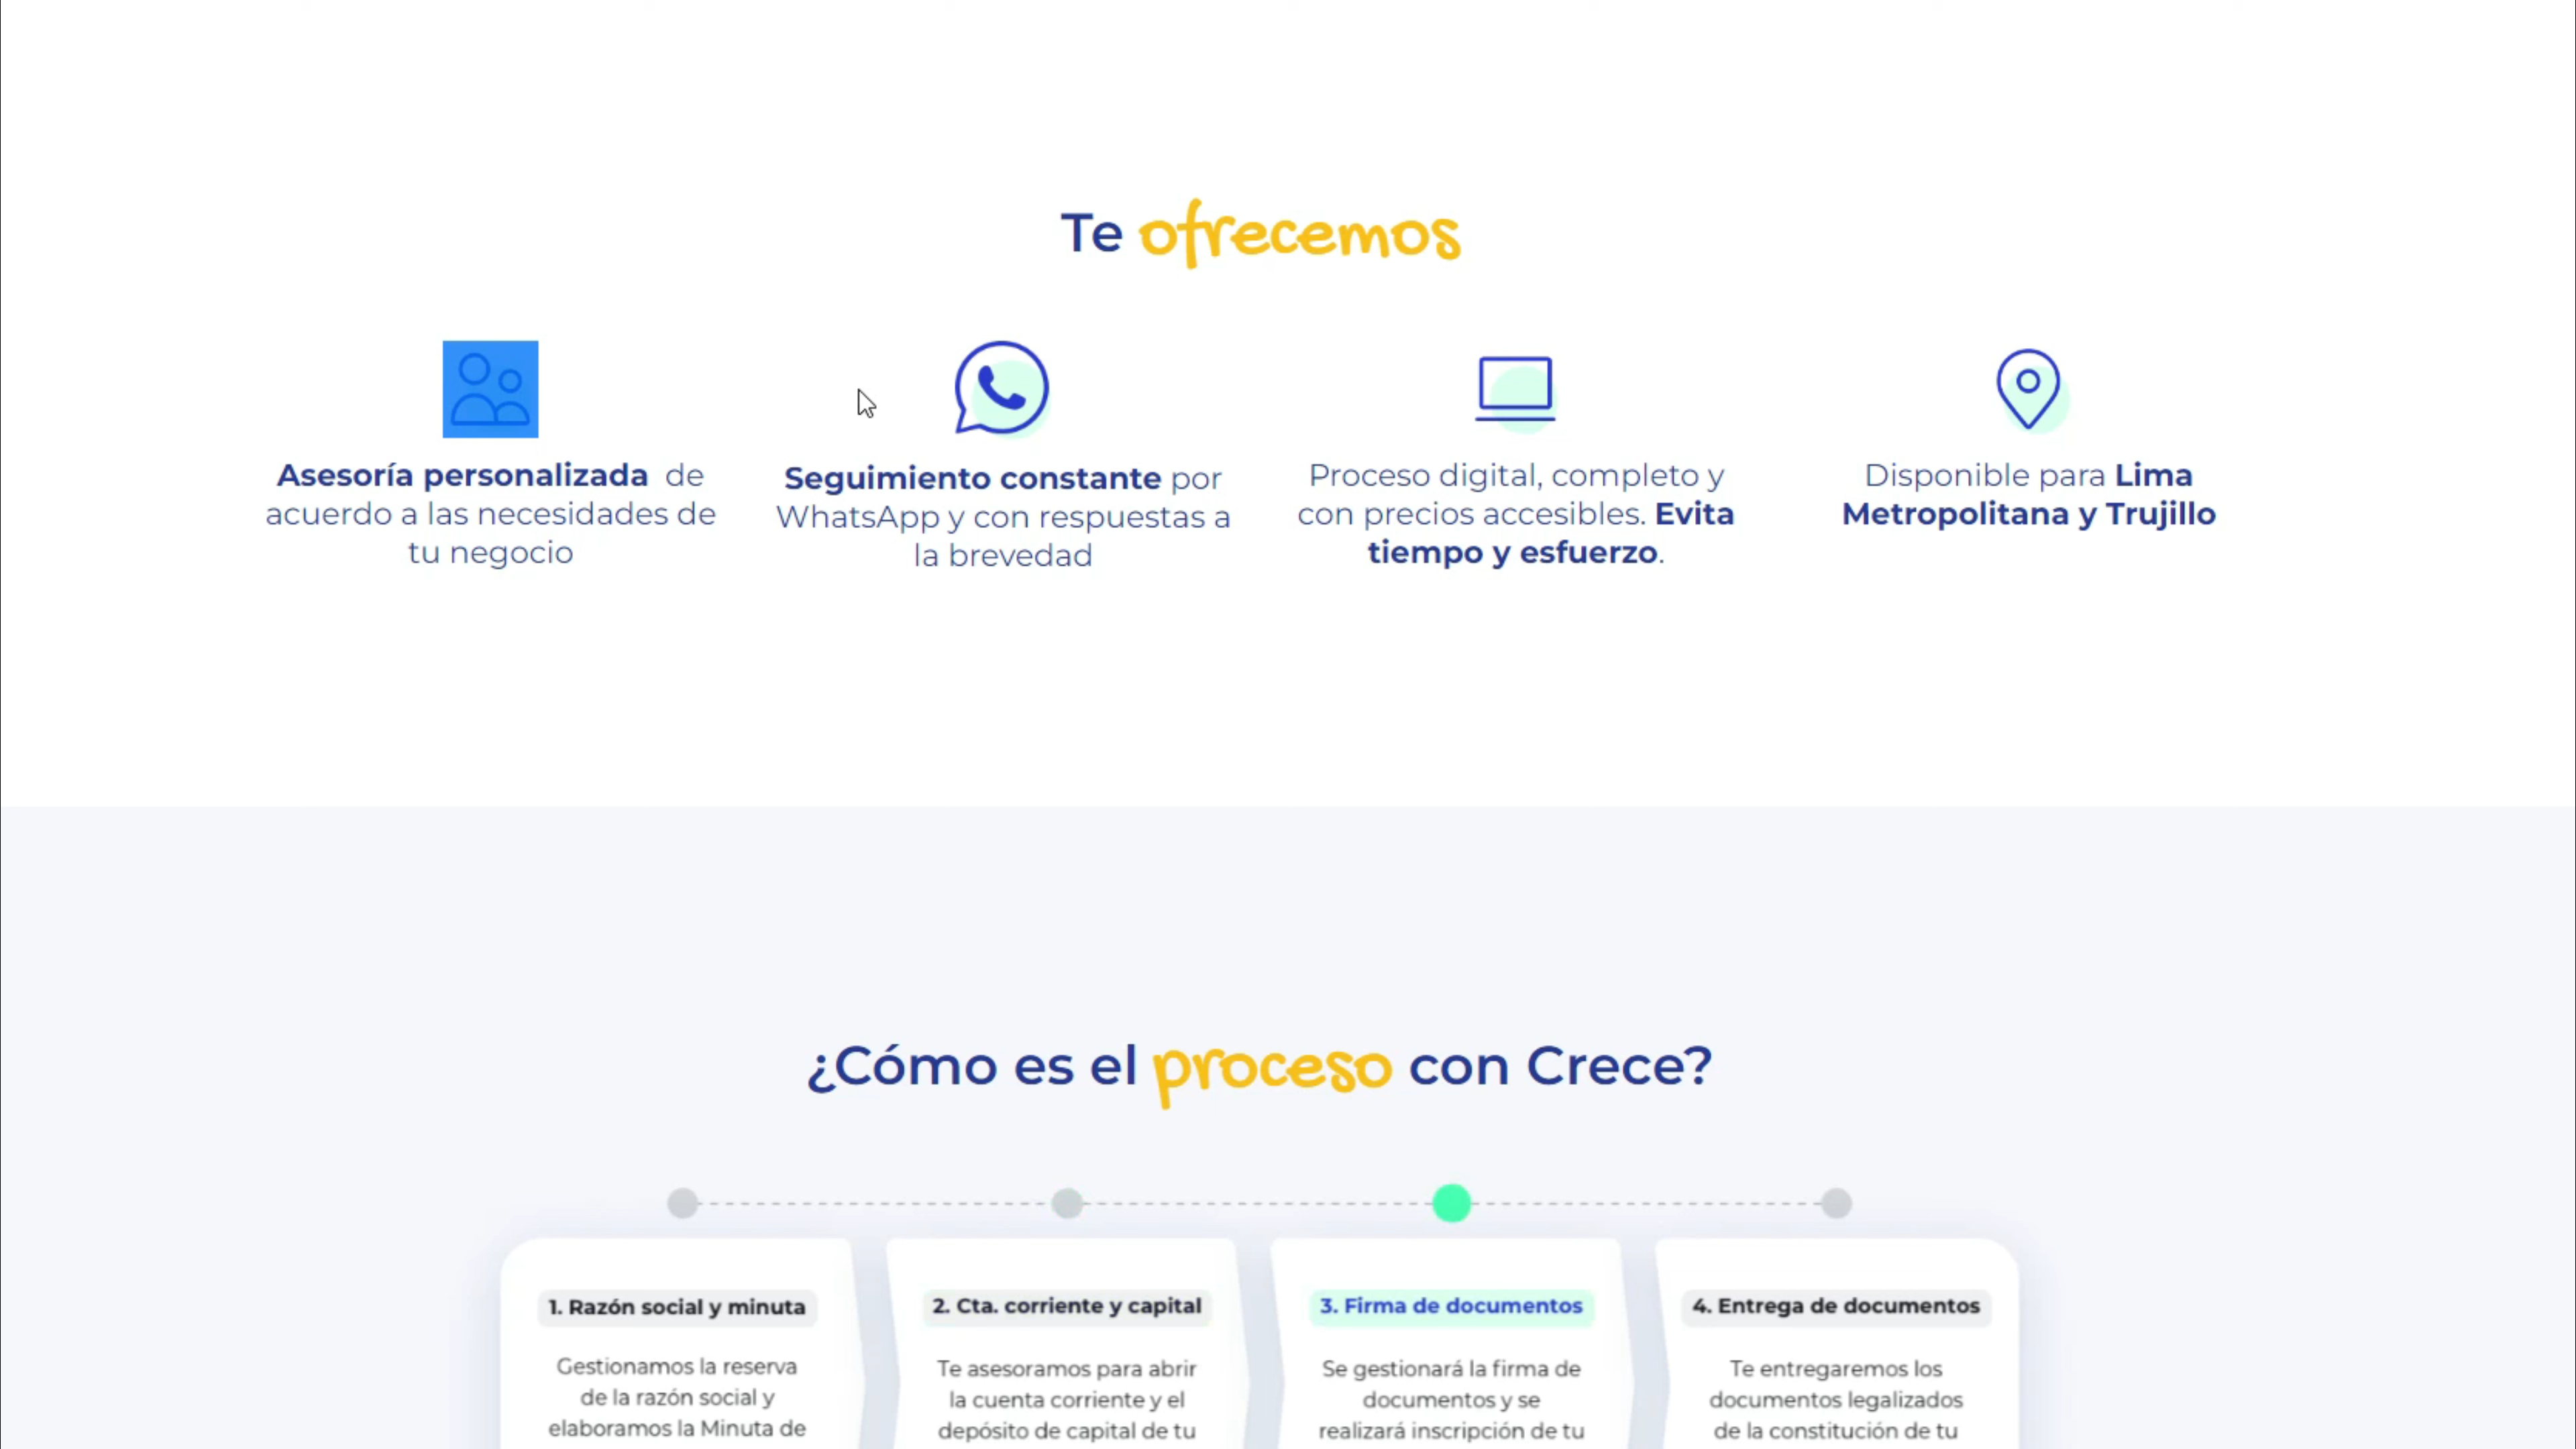 Te ofrecemos
Asesoría personalizada de
acuerdo a las necesidades de
tu negocio
Seguimiento constante por
WhatsApp y con respuestas a
la brevedad
Proceso digital, completo y
con precios accesibles. Evita
tiempo y esfuerzo.
Disponible para Lima
Metropolitana y Trujillo
¿Cómo es el proceso con Crece?
1. Razón social y minuta
Gestionamos la reserva
de la razón social y
elaboramos la Minuta de
2. Cta. corriente y capital
Te asesoramos para abrir
la cuenta corriente y el
depósito de capital de tu
3. Firma de documentos
Se gestionará la firma de
documentos y se
realizará inscripción de tu
4. Entrega de documentos
Te entregaremos los
documentos legalizados
de la constitución de tu